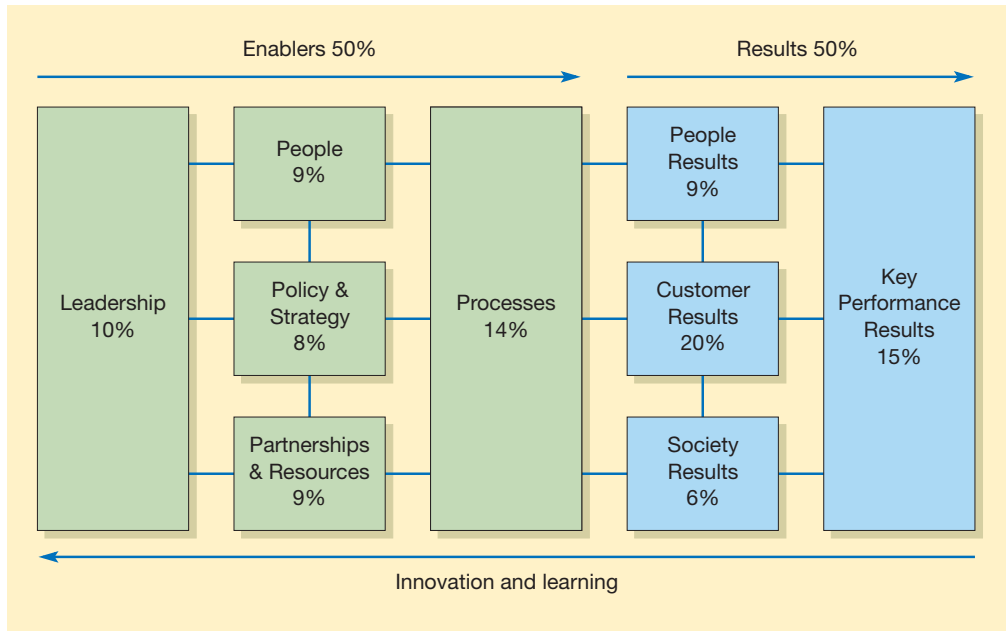 Enablers 50%
Results 50%
Leadership
10%
People
9%
Policy &
Strategy
8%
Partnerships
& Resources
9%
Processes
14%
People
Results
9%
Customer
Results
20%
Society
Results
6%
Key
Performance
Results
15%
Innovation and learning